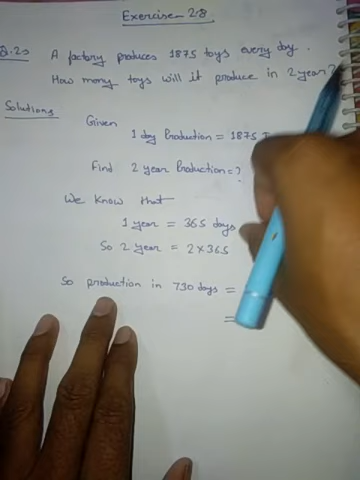 Exercise-2.8
Q.2> A factory produces 1875 toys every day.
How many toys will it produce in 2 year?
Solutions
Given
1 day Production = 1875
Find 2 year Production = ?
We Know that
1 year = 365 days
So 2 year = 2×365
So production in 730 days =
=